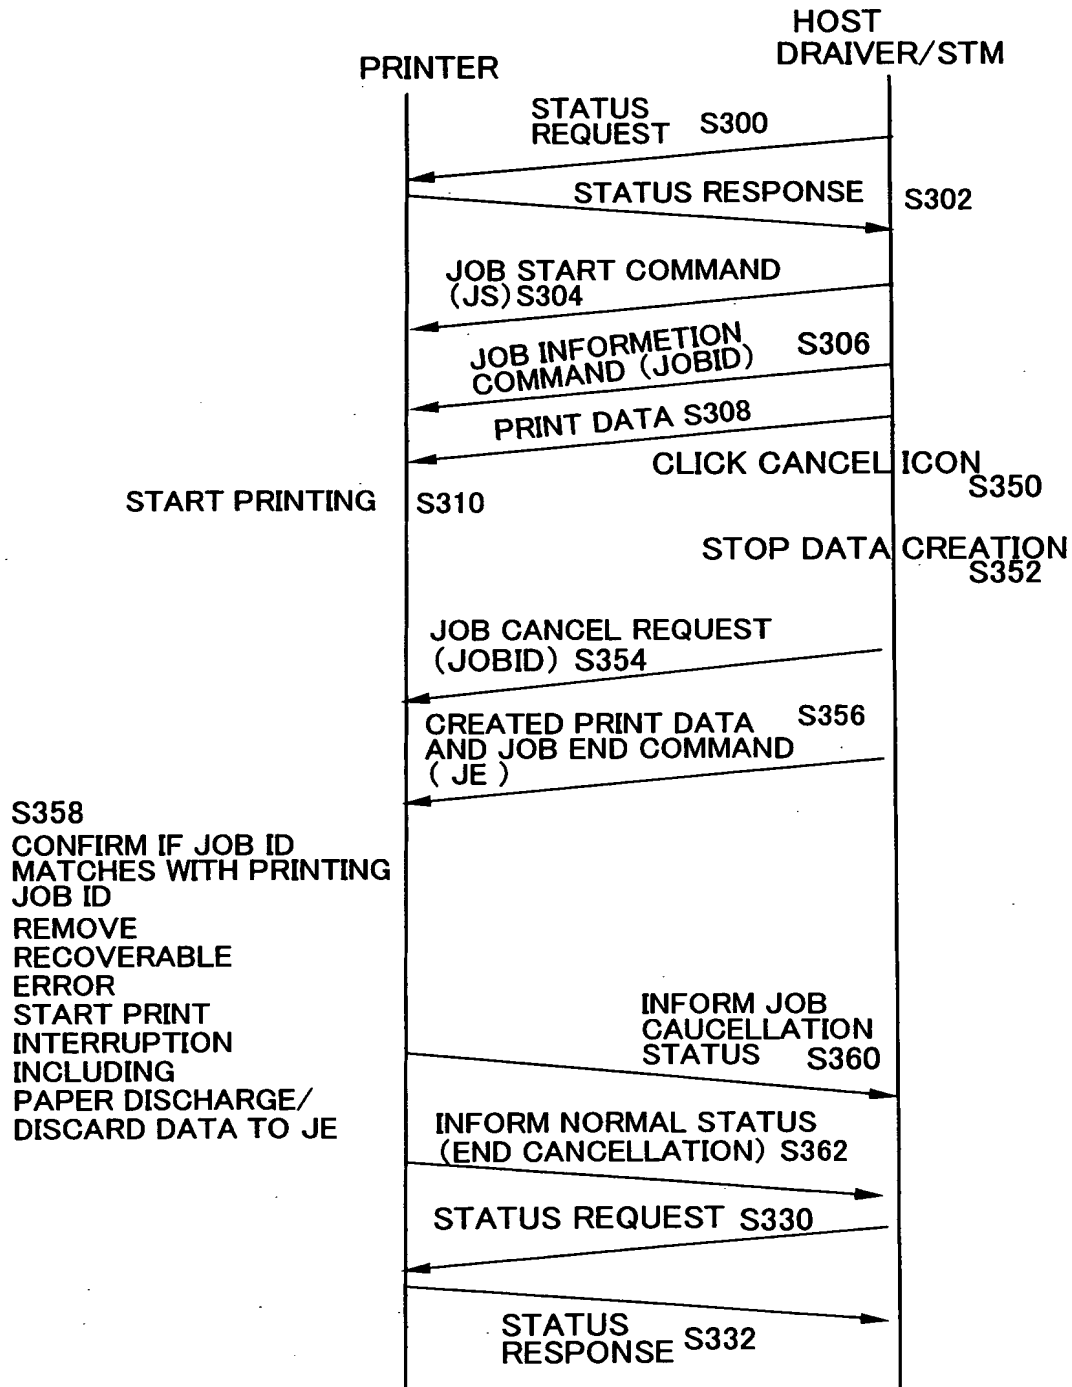 HOST
DRAIVER/STM
PRINTER
STATUS
REQUEST S300
STATUS RESPONSE S302
JOB START COMMAND
(JS)S304
JOB INFORMETION
COMMAND (JOBID) S306
PRINT DATA S308
CLICK CANCEL ICON
S350
START PRINTING S310
STOP DATA CREATION
S352
JOB CANCEL REQUEST
(JOBID) S354
CREATED PRINT DATA S356
AND JOB END COMMAND
( JE )
S358
CONFIRM IF JOB ID
MATCHES WITH PRINTING
JOB ID
REMOVE
RECOVERABLE
ERROR
START PRINT
INTERRUPTION
INCLUDING
PAPER DISCHARGE/
DISCARD DATA TO JE
INFORM JOB
CAUCELLATION
STATUS S360
INFORM NORMAL STATUS
(END CANCELLATION) S362
STATUS REQUEST S330
STATUS
RESPONSE S332